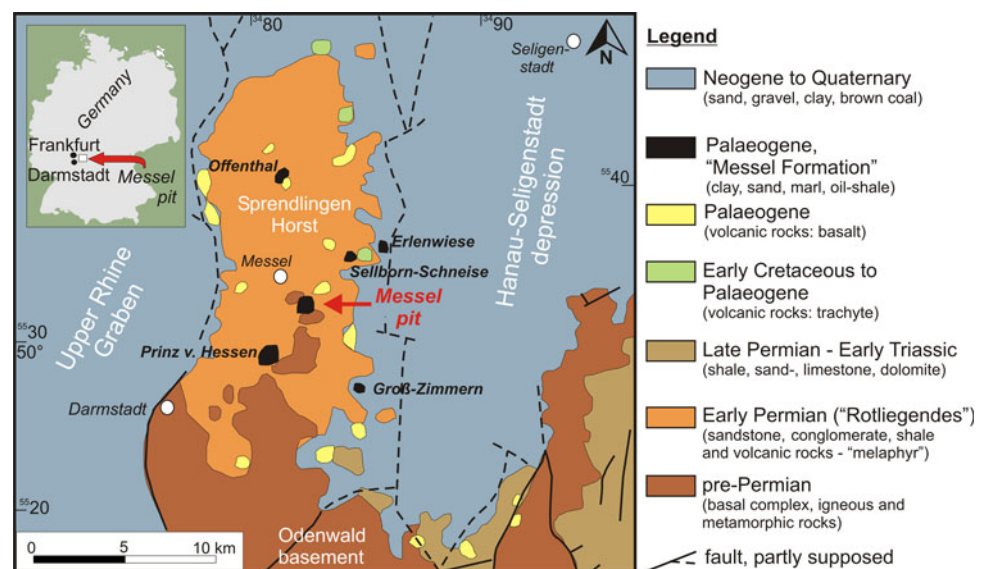 Germany
Frankfurt
Darmstadt
Messel
pit
34
80
34
90
Seligen-
stadt
N
Offenthal
55
40
Sprendlingen
Horst
Erlenwiese
Messel
Sellborn-Schneise
Hanau-Seligenstadt
depression
Upper Rhine
Graben
Messel
pit
55
30
50°
Prinz v. Hessen
Groß-Zimmern
Darmstadt
55
20
Odenwald
basement
0 5 10 km
Legend
Neogene to Quaternary
(sand, gravel, clay, brown coal)
Palaeogene,
“Messel Formation”
(clay, sand, marl, oil-shale)
Palaeogene
(volcanic rocks: basalt)
Early Cretaceous to
Palaeogene
(volcanic rocks: trachyte)
Late Permian - Early Triassic
(shale, sand-, limestone, dolomite)
Early Permian (“Rotliegendes”)
(sandstone, conglomerate, shale
and volcanic rocks - “melaphyr”)
pre-Permian
(basal complex, igneous and
metamorphic rocks)
fault, partly supposed